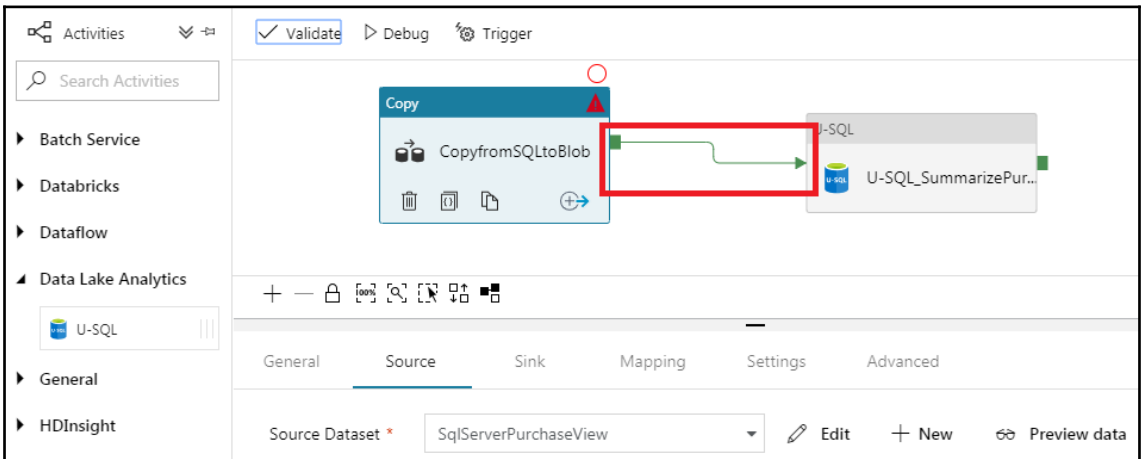 Activities
Validate
Debug
Trigger
Search Activities
Batch Service
Databricks
Dataflow
Data Lake Analytics
U-SQL
General
HDInsight
Copy
CopyfromSQLtoBlob
U-SQL
U-SQL_SummarizePur...
100%
General
Source
Sink
Mapping
Settings
Advanced
Source Dataset *
SqlServerPurchaseView
Edit
New
Preview data